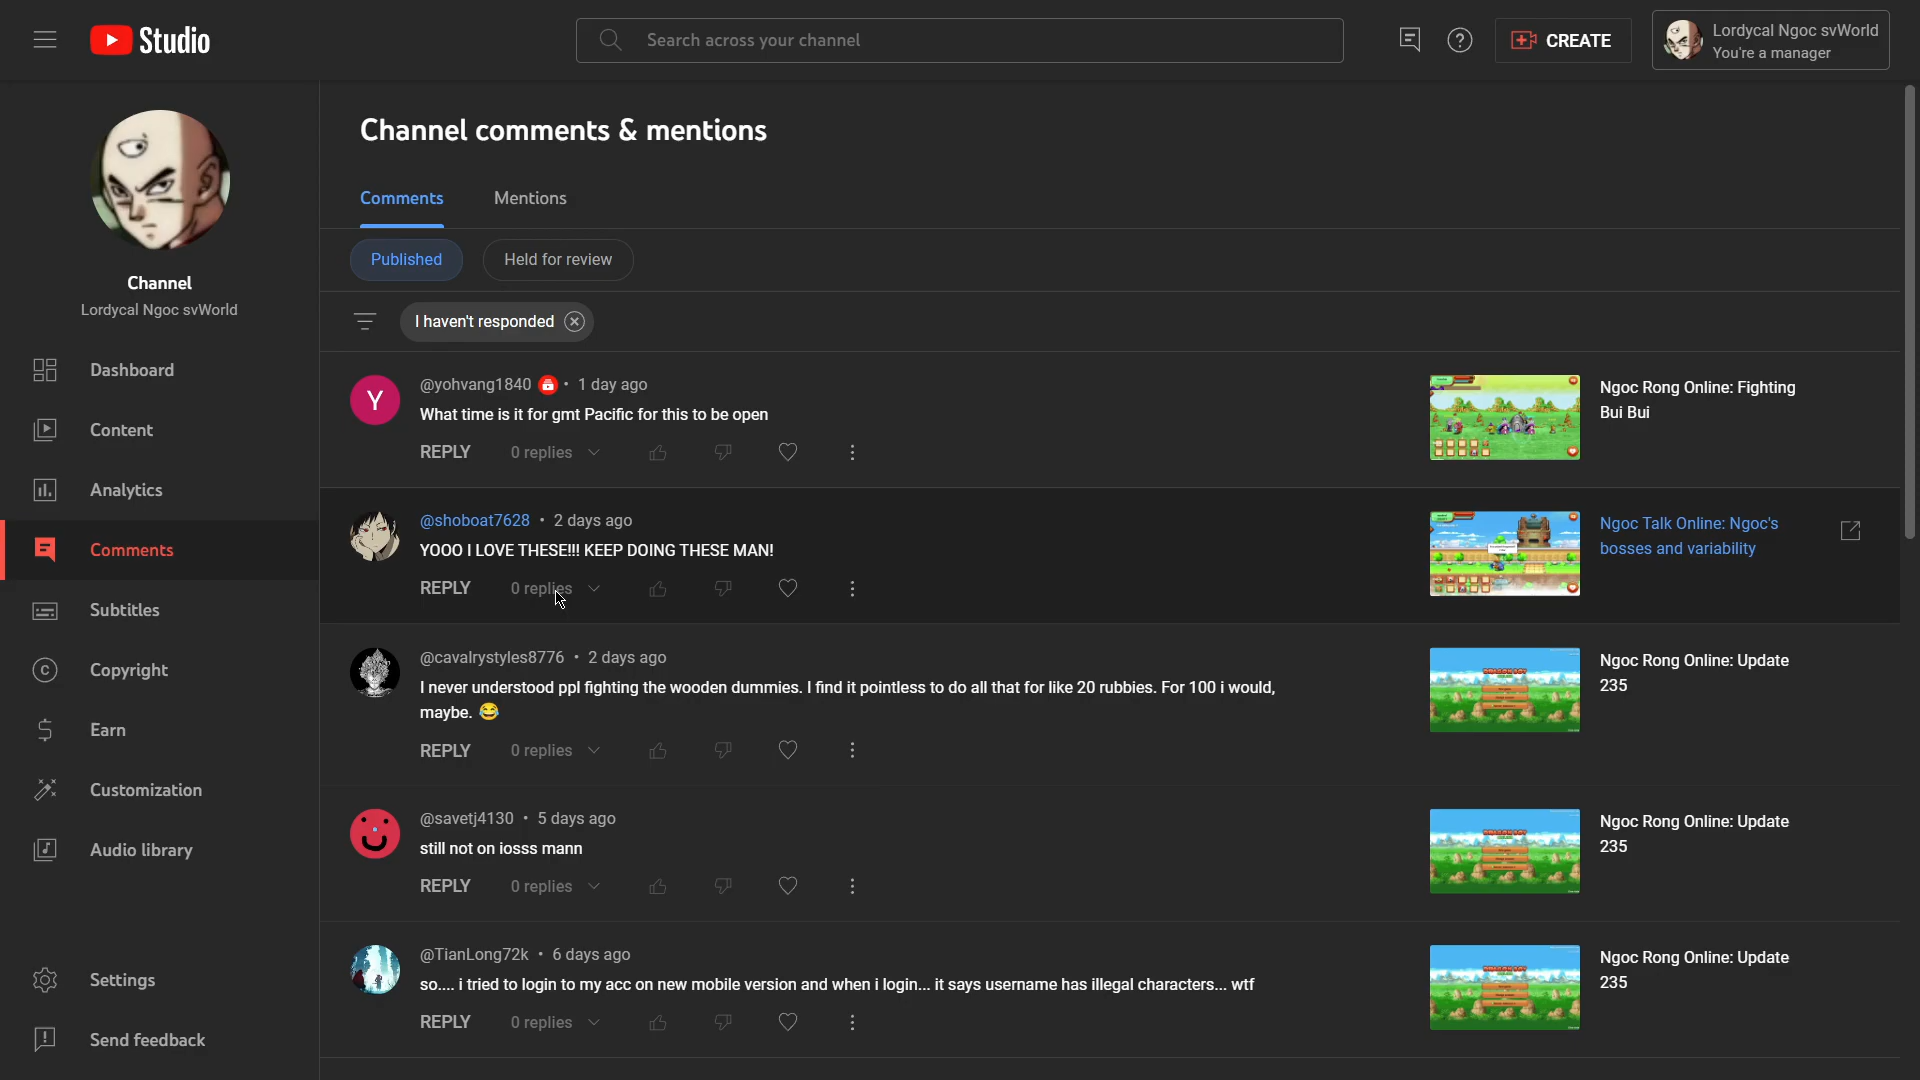 Studio
Search across your channel
CREATE
Lordycal Ngoc svWorld
You're a manager
Channel
Lordycal Ngoc svWorld
Dashboard
Content
Analytics
Comments
Subtitles
Copyright
Earn
Customization
Audio library
Settings
Send feedback
Channel comments & mentions
Comments
Mentions
Published
Held for review
I haven't responded
Y
@yohvang1840 • 1 day ago
What time is it for gmt Pacific for this to be open
REPLY 0 replies
Ngoc Rong Online: Fighting
Bui Bui
@shoboat7628 • 2 days ago
YOOO I LOVE THESE!!! KEEP DOING THESE MAN!
REPLY 0 replies
Ngoc Talk Online: Ngoc's
bosses and variability
@cavalrystyles8776 • 2 days ago
I never understood ppl fighting the wooden dummies. I find it pointless to do all that for like 20 rubbies. For 100 i would,
maybe. 😂
REPLY 0 replies
Ngoc Rong Online: Update
235
@savetj4130 • 5 days ago
still not on iosss mann
REPLY 0 replies
Ngoc Rong Online: Update
235
@TianLong72k • 6 days ago
so.... i tried to login to my acc on new mobile version and when i login... it says username has illegal characters... wtf
REPLY 0 replies
Ngoc Rong Online: Update
235